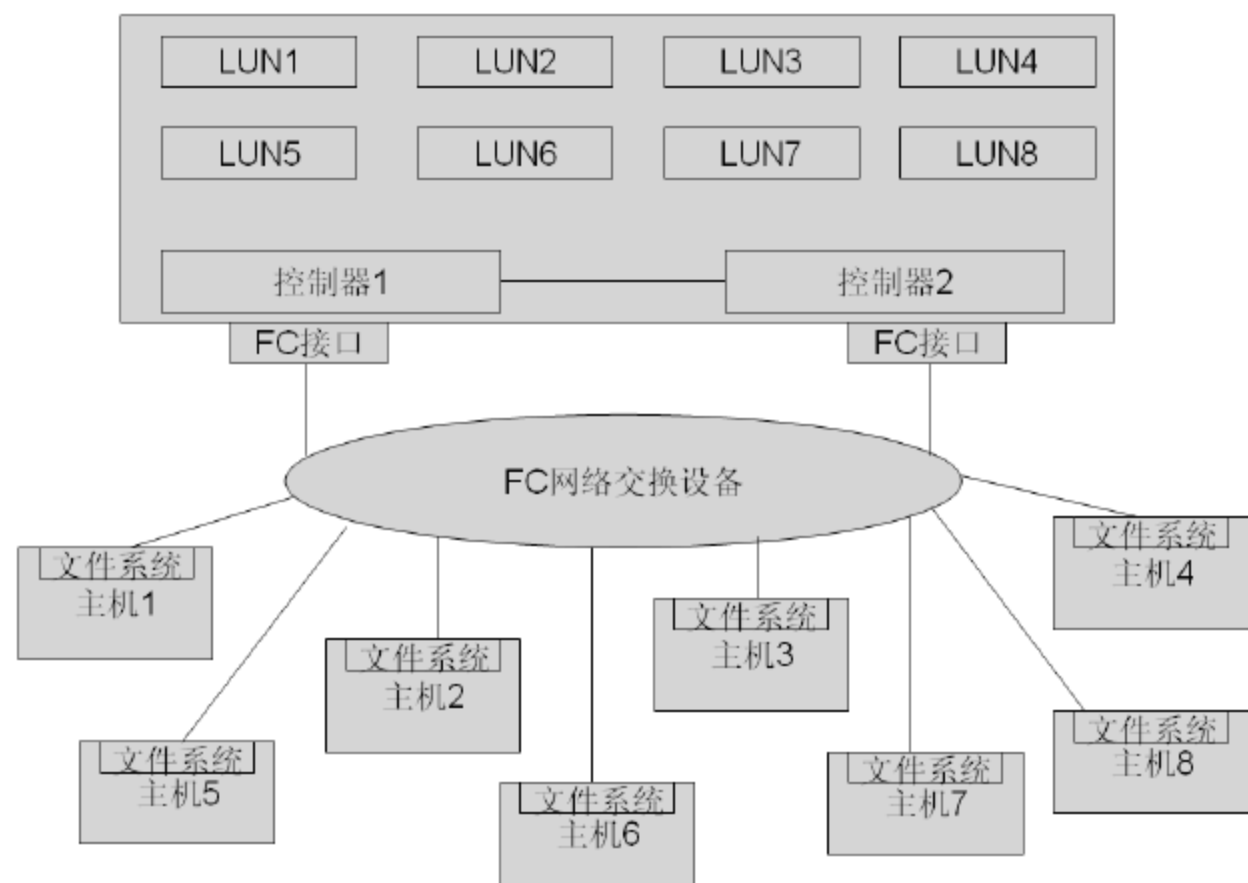 LUN1
LUN2
LUN3
LUN4
LUN5
LUN6
LUN7
LUN8
控制器1
控制器2
FC接口
FC接口
FC网络交换设备
文件系统
主机1
文件系统
主机4
文件系统
主机3
文件系统
主机2
文件系统
主机5
文件系统
主机8
文件系统
主机7
文件系统
主机6